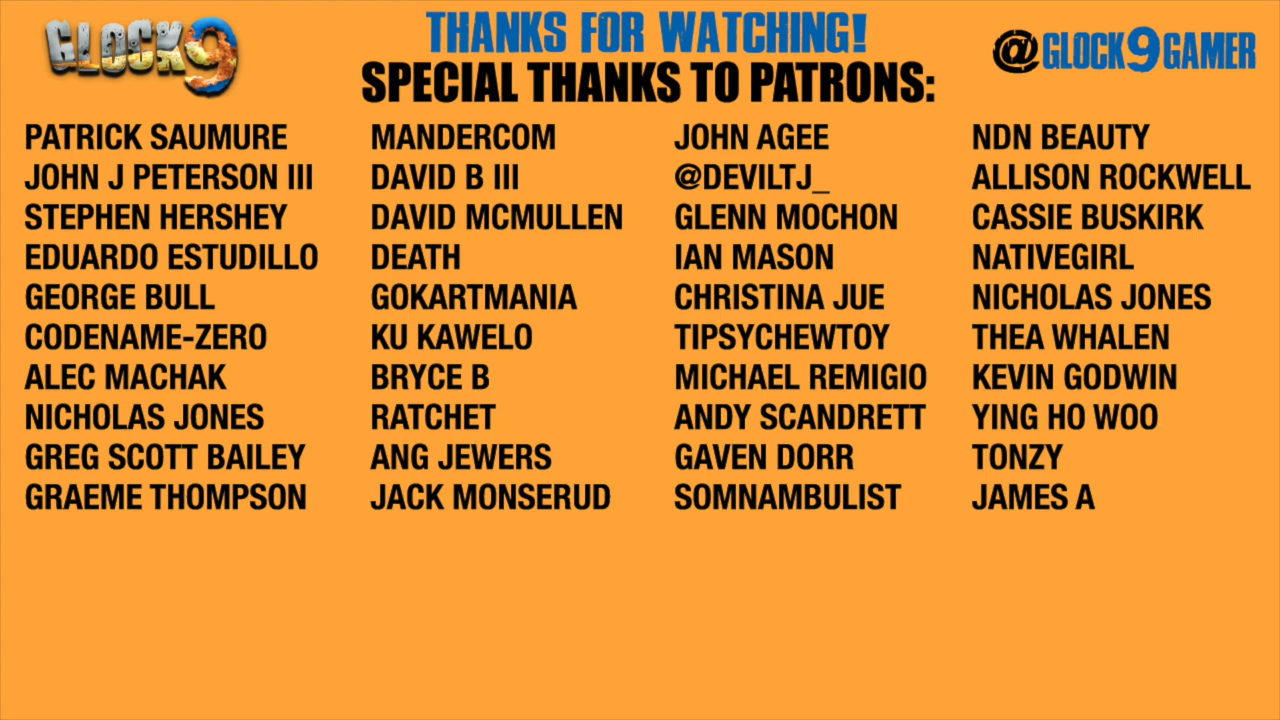 GLOCK9
THANKS FOR WATCHING!
@GLOCK9GAMER
SPECIAL THANKS TO PATRONS:
PATRICK SAUMURE
JOHN J PETERSON III
STEPHEN HERSHEY
EDUARDO ESTUDILLO
GEORGE BULL
CODENAME-ZERO
ALEC MACHAK
NICHOLAS JONES
GREG SCOTT BAILEY
GRAEME THOMPSON
MANDERCOM
DAVID B III
DAVID MCMULLEN
DEATH
GOKARTMANIA
KU KAWELO
BRYCE B
RATCHET
ANG JEWERS
JACK MONSERUD
JOHN AGEE
@DEVILTJ_
GLENN MOCHON
IAN MASON
CHRISTINA JUE
TIPSYCHEWTOY
MICHAEL REMIGIO
ANDY SCANDRETT
GAVEN DORR
SOMNAMBULIST
NDN BEAUTY
ALLISON ROCKWELL
CASSIE BUSKIRK
NATIVEGIRL
NICHOLAS JONES
THEA WHALEN
KEVIN GODWIN
YING HO WOO
TONZY
JAMES A